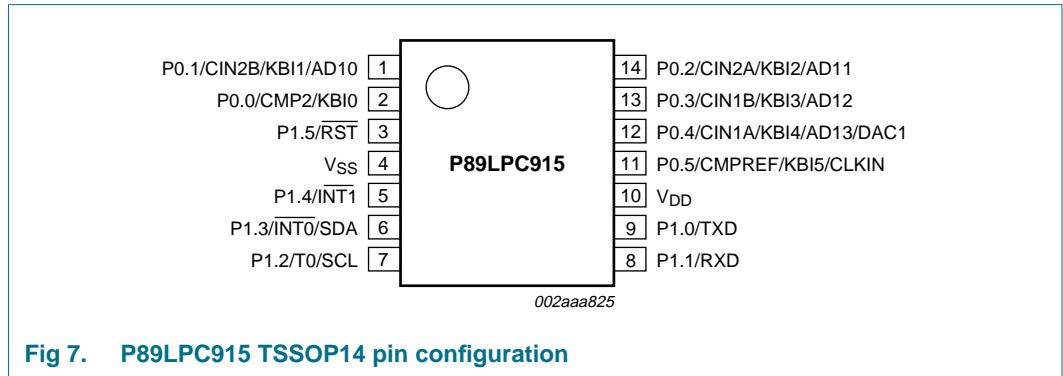 P0.1/CIN2B/KBI1/AD10 1
P0.0/CMP2/KBI0 2
P1.5/RST 3
VSS 4
P1.4/INT1 5
P1.3/INT0/SDA 6
P1.2/T0/SCL 7
P89LPC915
14 P0.2/CIN2A/KBI2/AD11
13 P0.3/CIN1B/KBI3/AD12
12 P0.4/CIN1A/KBI4/AD13/DAC1
11 P0.5/CMPREF/KBI5/CLKIN
10 VDD
9 P1.0/TXD
8 P1.1/RXD
002aaa825
Fig 7. P89LPC915 TSSOP14 pin configuration